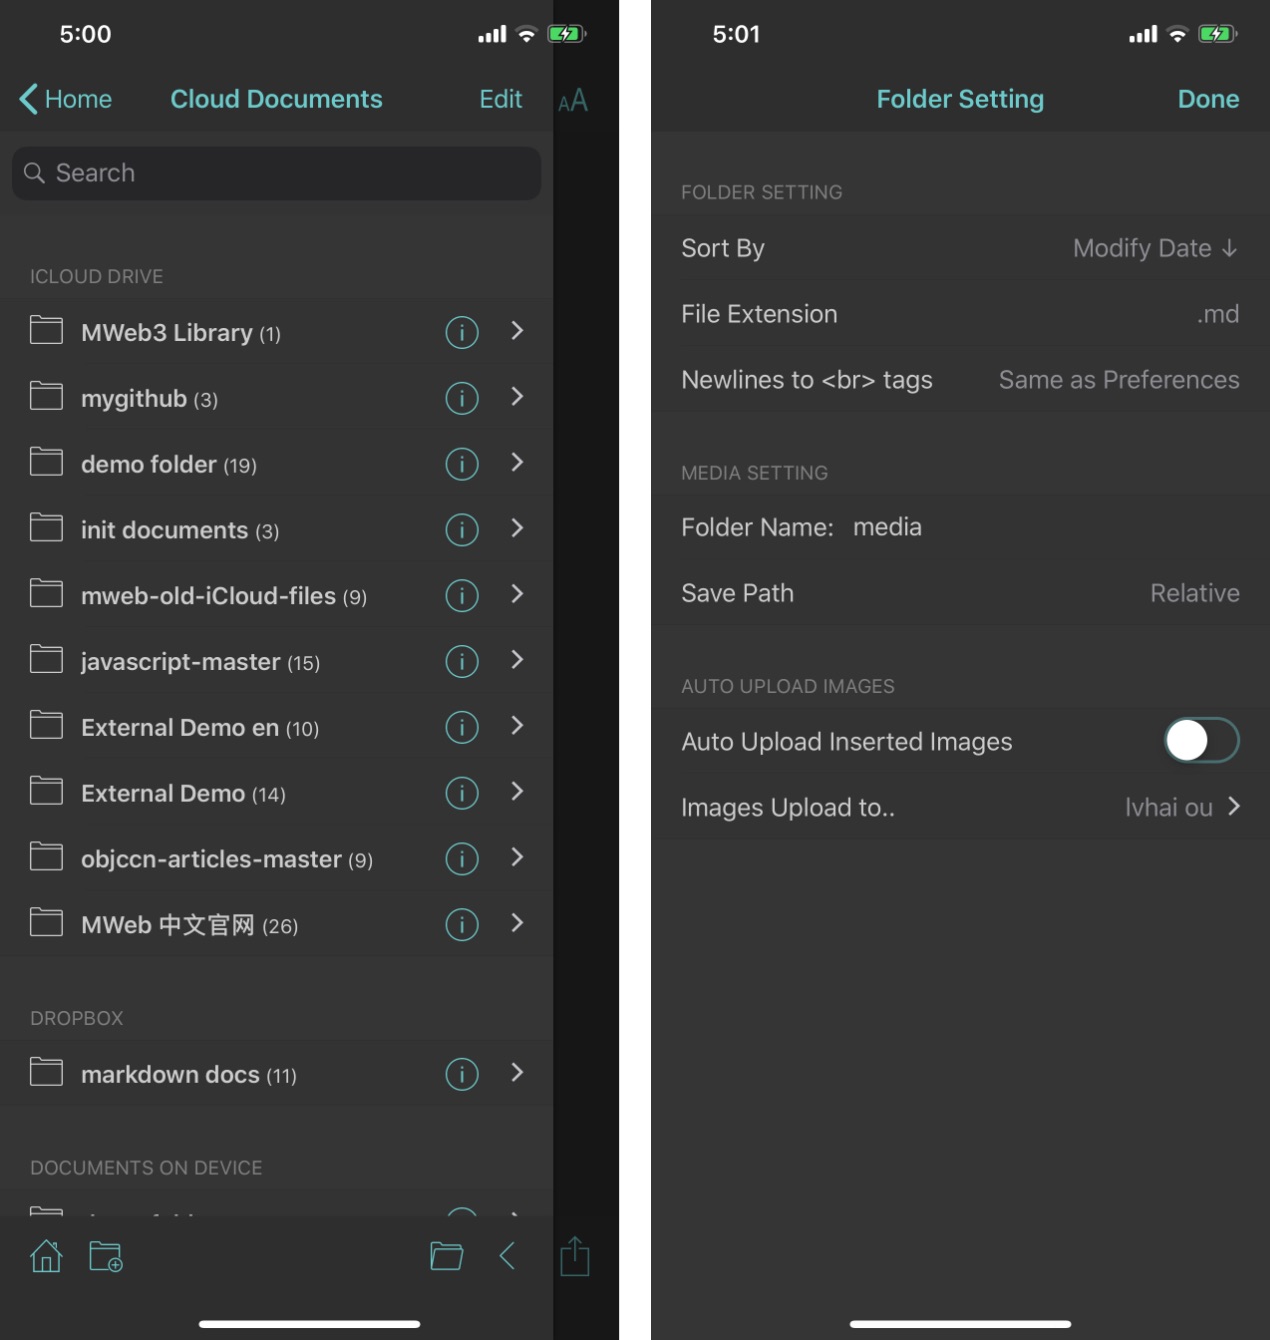 5:00
Home
Cloud Documents
Edit
AA
Search
ICLOUD DRIVE
MWeb3 Library (1)
mygithub (3)
demo folder (19)
init documents (3)
mweb-old-iCloud-files (9)
javascript-master (15)
External Demo en (10)
External Demo (14)
objccn-articles-master (9)
MWeb 中文官网 (26)
DROPBOX
markdown docs (11)
DOCUMENTS ON DEVICE
5:01
Folder Setting
Done
FOLDER SETTING
Sort By
Modify Date ↓
File Extension
.md
Newlines to <br> tags
Same as Preferences
MEDIA SETTING
Folder Name: media
Save Path
Relative
AUTO UPLOAD IMAGES
Auto Upload Inserted Images
Images Upload to..
lvhai ou